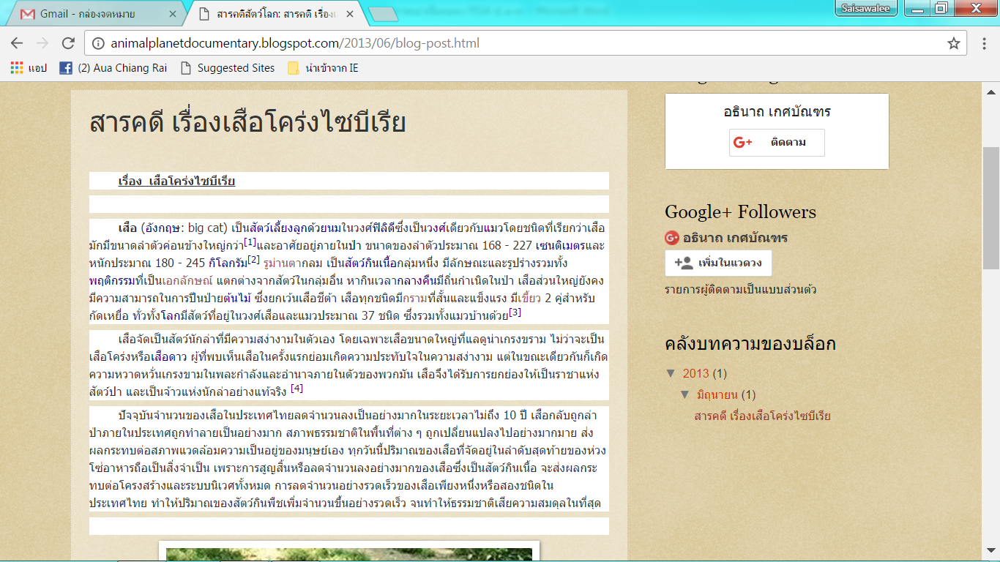 Gmail - กล่องจดหมาย
สารคดีสัตว์โลก: สารคดี เรื่อง
Saisawalee
animalplanetdocumentary.blogspot.com/2013/06/blog-post.html
แอป
(2) Aua Chiang Rai
Suggested Sites
นำเข้าจาก IE
สารคดี เรื่องเสือโคร่งไซบีเรีย
เรื่อง เสือโคร่งไซบีเรีย
เสือ (อังกฤษ: big cat) เป็นสัตว์เลี้ยงลูกด้วยนมในวงศ์ฟิลิดีซึ่งเป็นวงศ์เดียวกับแมวโดยชนิดที่เรียกว่าเสือ
มักมีขนาดลำตัวค่อนข้างใหญ่กว่า[1]และอาศัยอยู่ภายในป่า ขนาดของลำตัวประมาณ 168 - 227 เซนติเมตรและ
หนักประมาณ 180 - 245 กิโลกรัม[2] รูม่านตากลม เป็นสัตว์กินเนื้อกลุ่มหนึ่ง มีลักษณะและรูปร่างรวมทั้ง
พฤติกรรมที่เป็นเอกลักษณ์ แตกต่างจากสัตว์ในกลุ่มอื่น หากินเวลากลางคืนมีถิ่นกำเนิดในป่า เสือส่วนใหญ่ยังคง
มีความสามารถในการปีนป่ายต้นไม้ ซึ่งยกเว้นเสือชีต้า เสือทุกชนิดมีกรามที่สั้นและแข็งแรง มีเขี้ยว 2 คู่สำหรับ
กัดเหยื่อ ทั่วทั้งโลกมีสัตว์ที่อยู่ในวงศ์เสือและแมวประมาณ 37 ชนิด ซึ่งรวมทั้งแมวบ้านด้วย[3]
เสือจัดเป็นสัตว์นักล่าที่มีความสง่างามในตัวเอง โดยเฉพาะเสือขนาดใหญ่ที่แลดูน่าเกรงขราม ไม่ว่าจะเป็น
เสือโคร่งหรือเสือดาว ผู้ที่พบเห็นเสือในครั้งแรกย่อมเกิดความประทับใจในความสง่างาม แต่ในขณะเดียวกันก็เกิด
ความหวาดหวั่นเกรงขามในพละกำลังและอำนาจภายในตัวของพวกมัน เสือจึงได้รับการยกย่องให้เป็นราชาแห่ง
สัตว์ป่า และเป็นจ้าวแห่งนักล่าอย่างแท้จริง [4]
ปัจจุบันจำนวนของเสือในประเทศไทยลดจำนวนลงเป็นอย่างมากในระยะเวลาไม่ถึง 10 ปี เสือกลับถูกล่า
ป่าภายในประเทศถูกทำลายเป็นอย่างมาก สภาพธรรมชาติในพื้นที่ต่าง ๆ ถูกเปลี่ยนแปลงไปอย่างมากมาย ส่ง
ผลกระทบต่อสภาพแวดล้อมความเป็นอยู่ของมนุษย์เอง ทุกวันนี้ปริมาณของเสือที่จัดอยู่ในลำดับสุดท้ายของห่วง
โซ่อาหารถือเป็นสิ่งจำเป็น เพราะการสูญสิ้นหรือลดจำนวนลงอย่างมากของเสือซึ่งเป็นสัตว์กินเนื้อ จะส่งผลกระ
ทบต่อโครงสร้างและระบบนิเวศทั้งหมด การลดจำนวนอย่างรวดเร็วของเสือเพียงหนึ่งหรือสองชนิดใน
ประเทศไทย ทำให้ปริมาณของสัตว์กินพืชเพิ่มจำนวนขึ้นอย่างรวดเร็ว จนทำให้ธรรมชาติเสียความสมดุลในที่สุด
อธินาถ เกศบัณฑร
G+ ติดตาม
Google+ Followers
G+ อธินาถ เกศบัณฑร
เพิ่มในแวดวง
รายการผู้ติดตามเป็นแบบส่วนตัว
คลังบทความของบล็อก
▼ 2013 (1)
▼ มิถุนายน (1)
สารคดี เรื่องเสือโคร่งไซบีเรีย